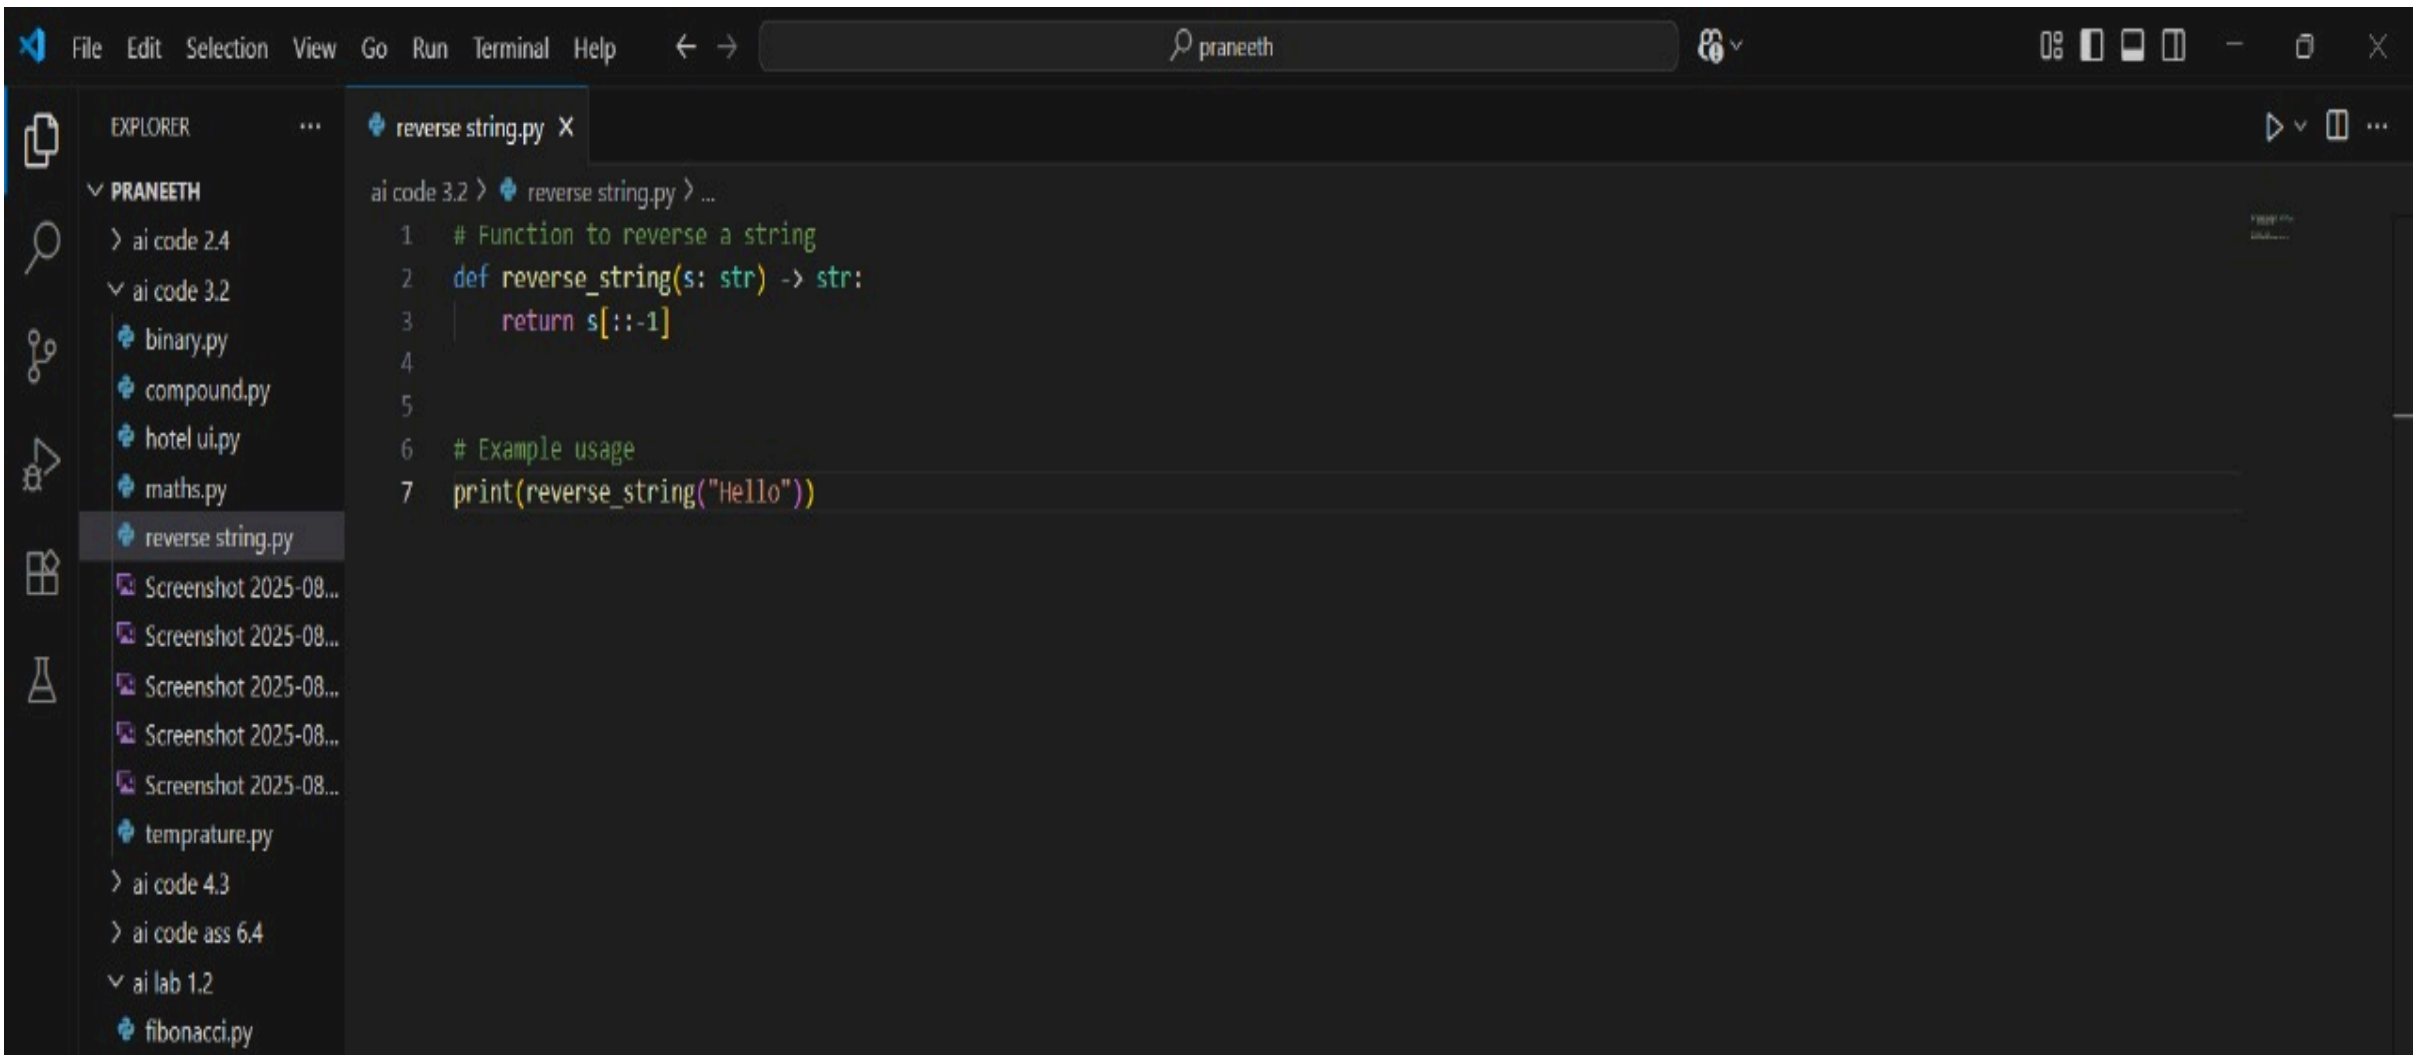 File Edit Selection View Go Run Terminal Help
praneeth
EXPLORER ...
PRANEETH
ai code 2.4
ai code 3.2
binary.py
compound.py
hotel ui.py
maths.py
reverse string.py
Screenshot 2025-08...
Screenshot 2025-08...
Screenshot 2025-08...
Screenshot 2025-08...
Screenshot 2025-08...
temprature.py
ai code 4.3
ai code ass 6.4
ai lab 1.2
fibonacci.py
reverse string.py
ai code 3.2 > reverse string.py > ...
1 # Function to reverse a string
2 def reverse_string(s: str) -> str:
3 return s[::-1]
4
5
6 # Example usage
7 print(reverse_string("Hello"))